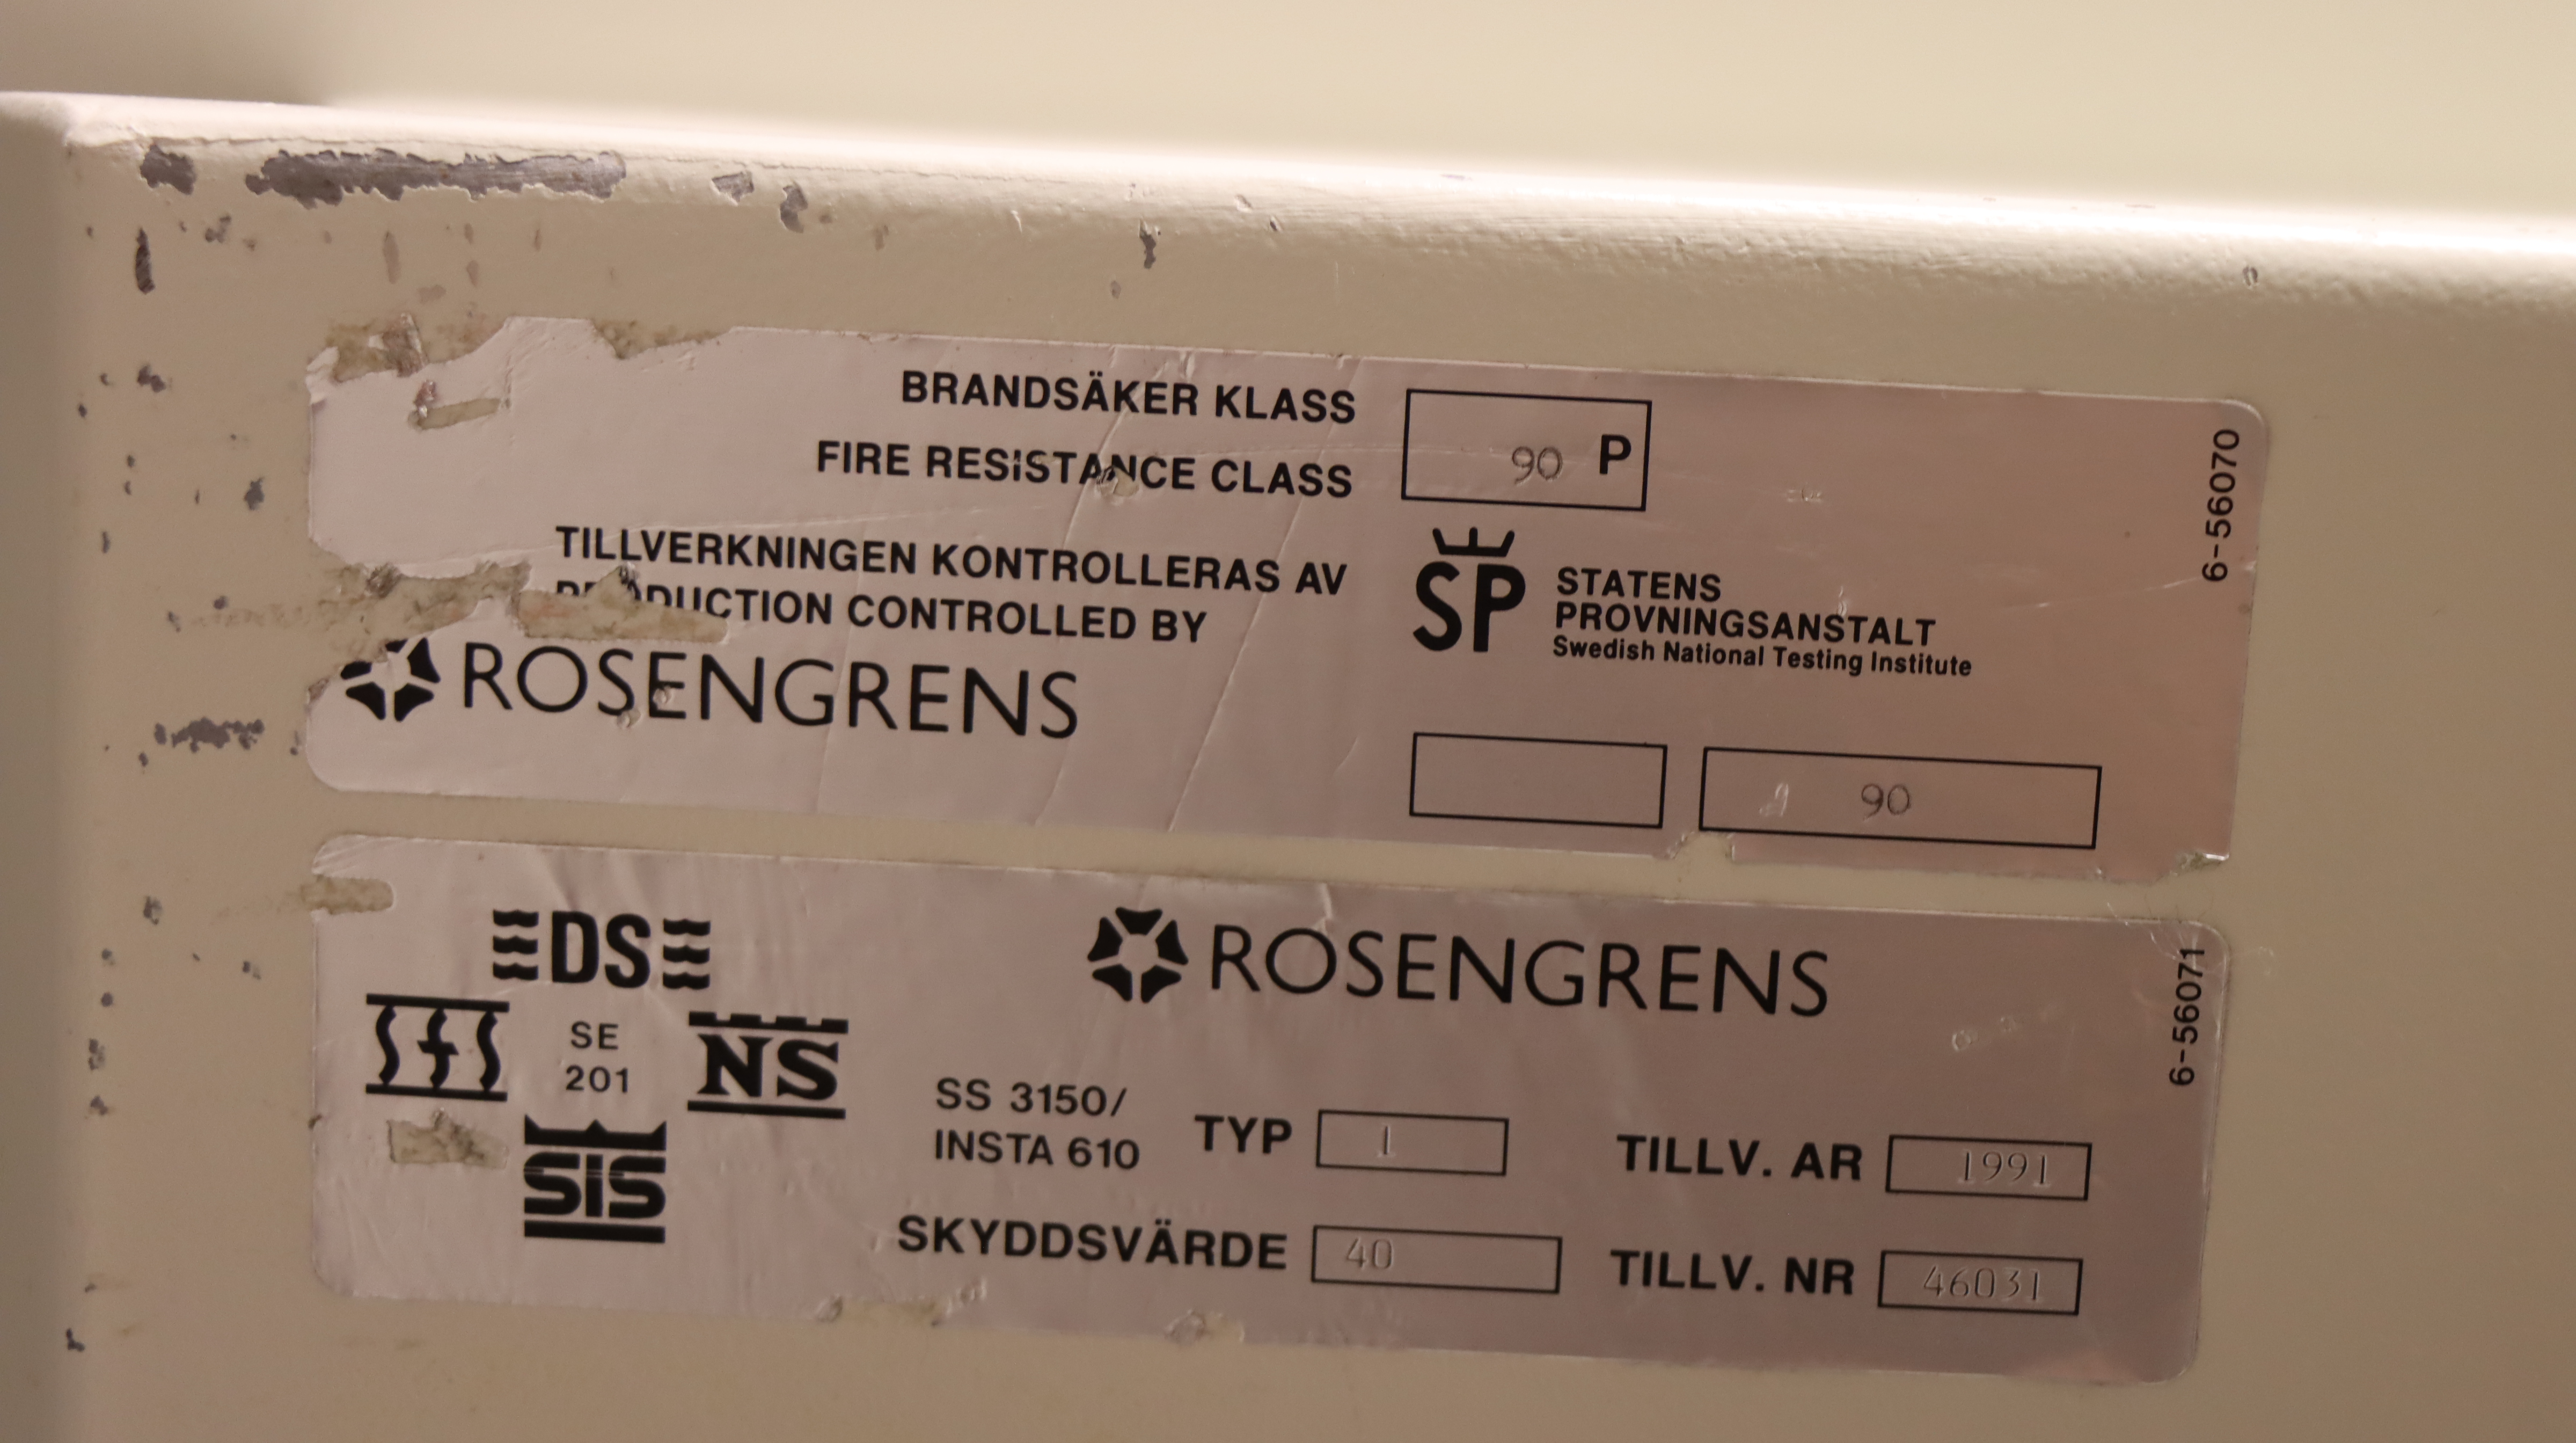 BRANDSÄKER KLASS
FIRE RESISTANCE CLASS
90 P
TILLVERKNINGEN KONTROLLERAS AV
PRODUCTION CONTROLLED BY
SP
STATENS
PROVNINGSANSTALT
Swedish National Testing Institute
ROSENGRENS
90
6-56070
DS
SFS
SE
201
NS
SIS
ROSENGRENS
SS 3150/
INSTA 610
TYP 1
TILLV. AR 1991
SKYDDSVÄRDE 40
TILLV. NR 46031
6-56071